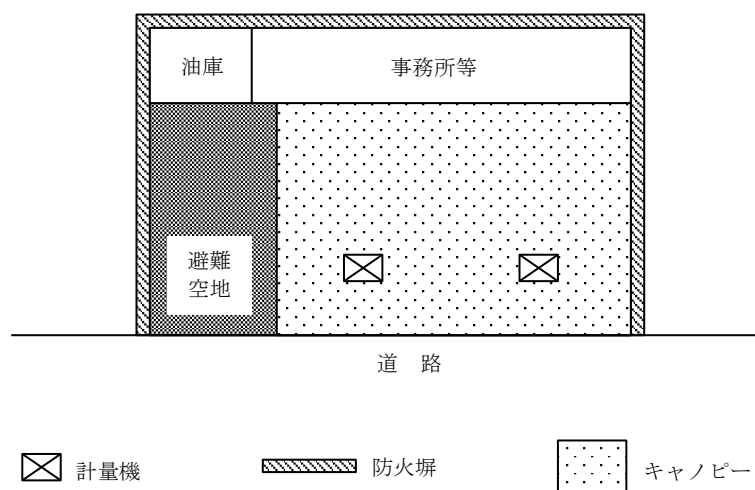 油庫
事務所等
避難
空地
道 路
計量機
防火塀
キャノピー